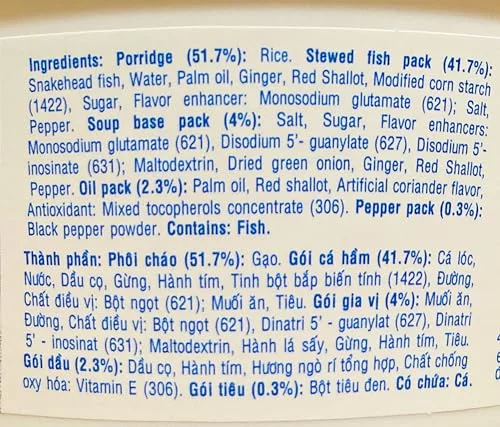 Ingredients: Porridge (51.7%): Rice. Stewed fish pack (41.7%):
Snakehead fish, Water, Palm oil, Ginger, Red Shallot, Modified corn starch
(1422), Sugar, Flavor enhancer: Monosodium glutamate (621); Salt,
Pepper. Soup base pack (4%): Salt, Sugar, Flavor enhancers:
Monosodium glutamate (621), Disodium 5'- guanylate (627), Disodium 5'-
inosinate (631); Maltodextrin, Dried green onion, Ginger, Red Shallot,
Pepper. Oil pack (2.3%): Palm oil, Red shallot, Artificial coriander flavor,
Antioxidant: Mixed tocopherols concentrate (306). Pepper pack (0.3%):
Black pepper powder. Contains: Fish.
Thành phần: Phôi cháo (51.7%): Gạo. Gói cá hầm (41.7%): Cá lóc,
Nước, Dầu cọ, Gừng, Hành tím, Tinh bột bắp biến tính (1422), Đường,
Chất điều vị: Bột ngọt (621); Muối ăn, Tiêu. Gói gia vị (4%): Muối ăn,
Đường, Chất điều vị: Bột ngọt (621), Dinatri 5' - guanylat (627), Dinatri
5' - inosinat (631); Maltodextrin, Hành lá sấy, Gừng, Hành tím, Tiêu.
Gói dầu (2.3%): Dầu cọ, Hành tím, Hương ngò rí tổng hợp, Chất chống
oxy hóa: Vitamin E (306). Gói tiêu (0.3%): Bột tiêu đen. Có chứa: Cá.